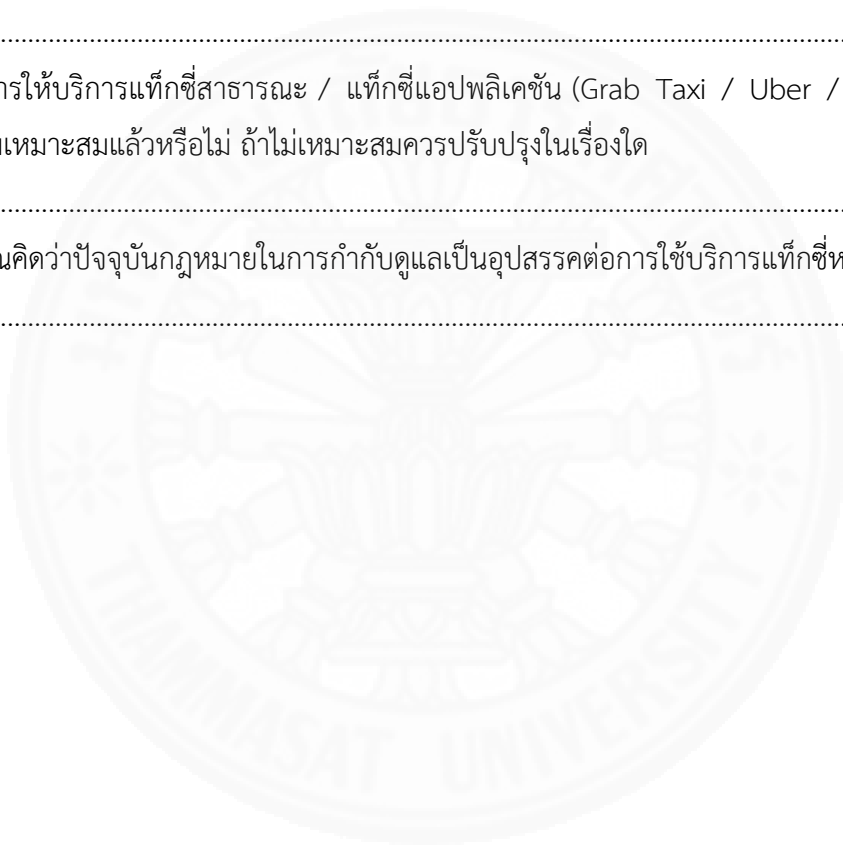 ................................................................................................................................................
ารให้บริการแท็กซี่สาธารณะ / แท็กซี่แอปพลิเคชัน (Grab Taxi / Uber /
มเหมาะสมแล้วหรือไม่ ถ้าไม่เหมาะสมควรปรับปรุงในเรื่องใด
................................................................................................................................................
ณคิดว่าปัจจุบันกฎหมายในการกำกับดูแลเป็นอุปสรรคต่อการใช้บริการแท็กซี่ห
................................................................................................................................................
THAMMASAT UNIVERSITY